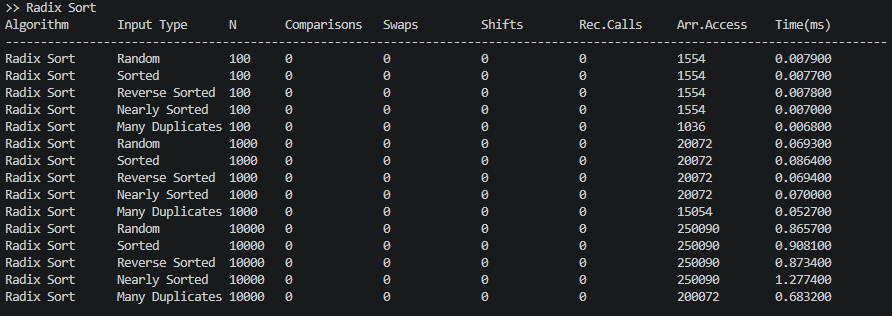 >> Radix Sort
Algorithm Input Type N Comparisons Swaps Shifts Rec.Calls Arr.Access Time(ms)
--------------------------------------------------------------------------------------------------------------------------------
Radix Sort Random 100 0 0 0 0 1554 0.007900
Radix Sort Sorted 100 0 0 0 0 1554 0.007700
Radix Sort Reverse Sorted 100 0 0 0 0 1554 0.007800
Radix Sort Nearly Sorted 100 0 0 0 0 1554 0.007000
Radix Sort Many Duplicates 100 0 0 0 0 1036 0.006800
Radix Sort Random 1000 0 0 0 0 20072 0.069300
Radix Sort Sorted 1000 0 0 0 0 20072 0.086400
Radix Sort Reverse Sorted 1000 0 0 0 0 20072 0.069400
Radix Sort Nearly Sorted 1000 0 0 0 0 20072 0.070000
Radix Sort Many Duplicates 1000 0 0 0 0 15054 0.052700
Radix Sort Random 10000 0 0 0 0 250090 0.865700
Radix Sort Sorted 10000 0 0 0 0 250090 0.908100
Radix Sort Reverse Sorted 10000 0 0 0 0 250090 0.873400
Radix Sort Nearly Sorted 10000 0 0 0 0 250090 1.277400
Radix Sort Many Duplicates 10000 0 0 0 0 200072 0.683200